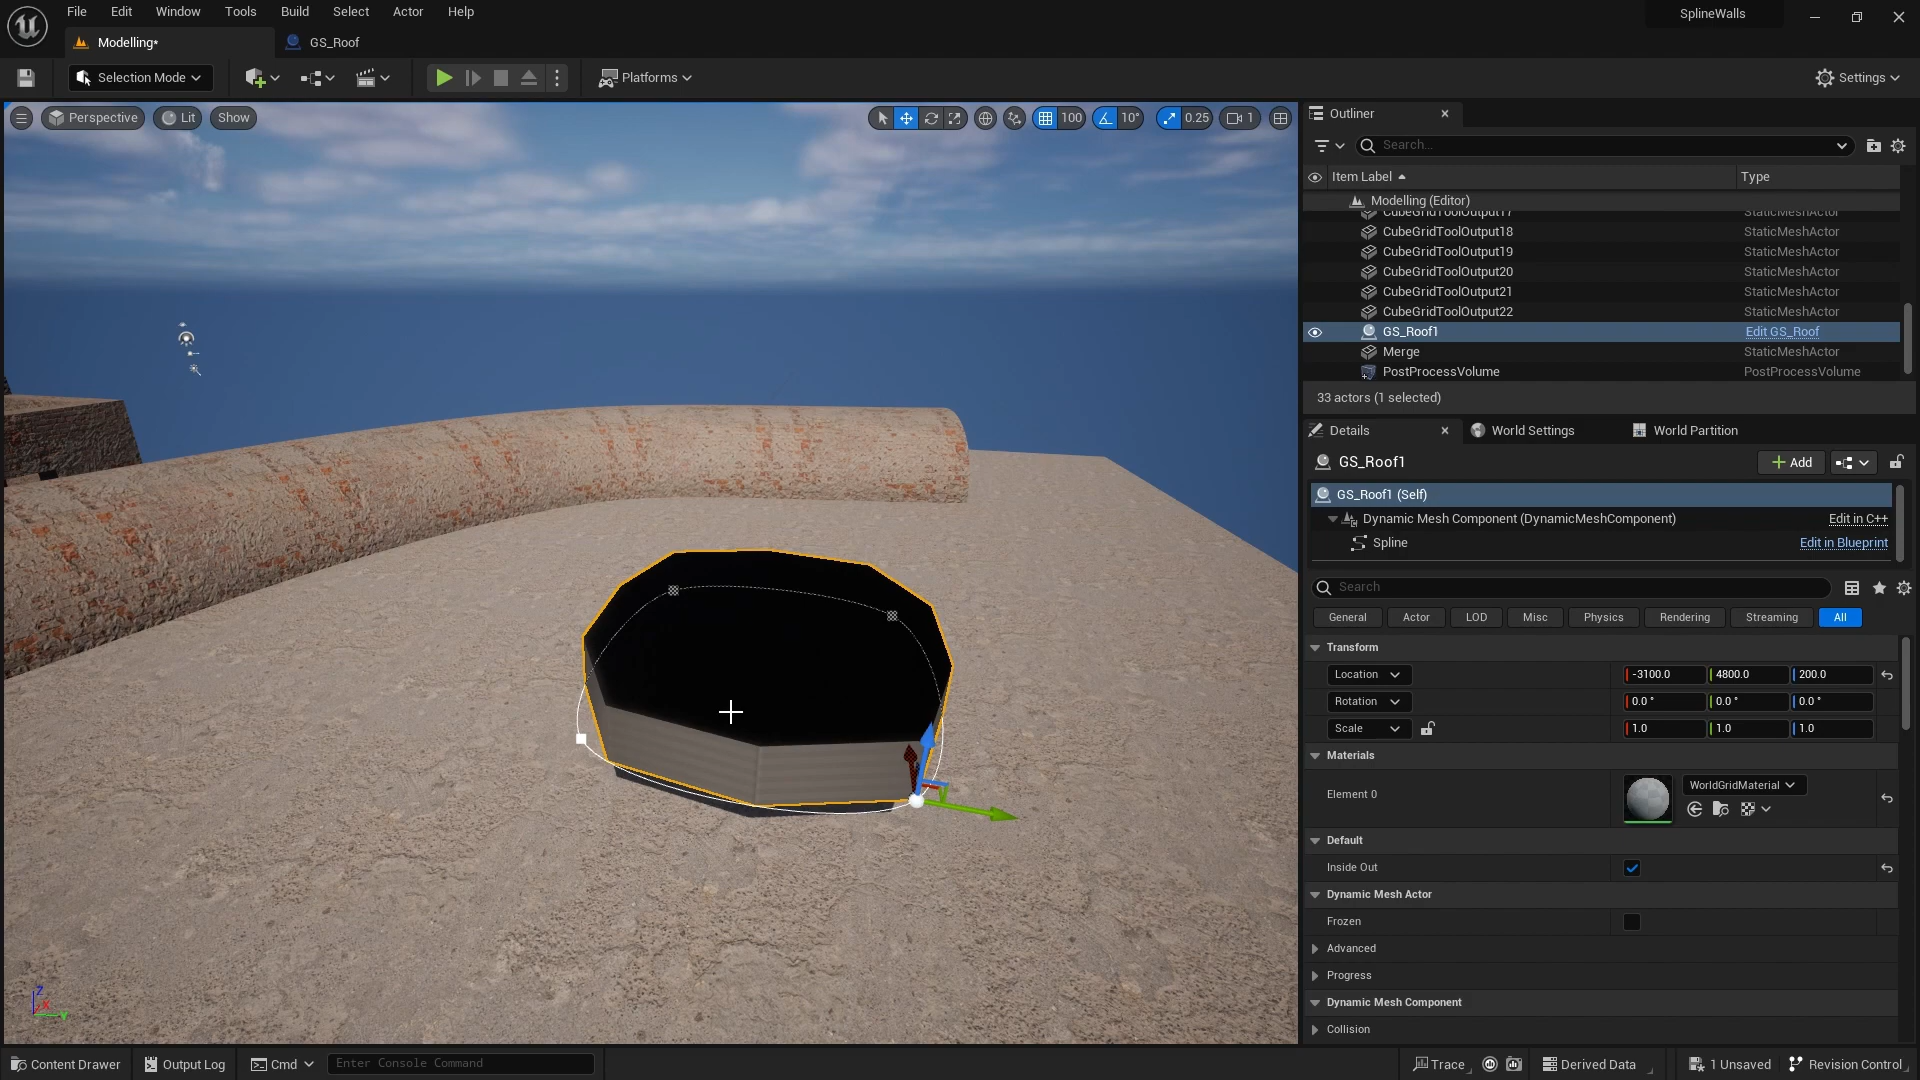 File Edit Window Tools Build Select Actor Help
SplineWalls
Modelling*
GS_Roof
Selection Mode
Platforms
Settings
Perspective
Lit
Show
100
10°
0.25
1
Outliner
Search...
Item Label
Type
Modelling (Editor)
CubeGridToolOutput17 StaticMeshActor
CubeGridToolOutput18 StaticMeshActor
CubeGridToolOutput19 StaticMeshActor
CubeGridToolOutput20 StaticMeshActor
CubeGridToolOutput21 StaticMeshActor
CubeGridToolOutput22 StaticMeshActor
GS_Roof1 Edit GS_Roof
Merge StaticMeshActor
PostProcessVolume PostProcessVolume
33 actors (1 selected)
Details
World Settings
World Partition
GS_Roof1
Add
GS_Roof1 (Self)
Dynamic Mesh Component (DynamicMeshComponent) Edit in C++
Spline Edit in Blueprint
Search
General Actor LOD Misc Physics Rendering Streaming All
Transform
Location -3100.0 4800.0 200.0
Rotation 0.0 ° 0.0 ° 0.0 °
Scale 1.0 1.0 1.0
Materials
Element 0
WorldGridMaterial
Default
Inside Out
Dynamic Mesh Actor
Frozen
Advanced
Progress
Dynamic Mesh Component
Collision
Z
X
Y
Content Drawer
Output Log
Cmd
Enter Console Command
Trace
Derived Data
1 Unsaved
Revision Control